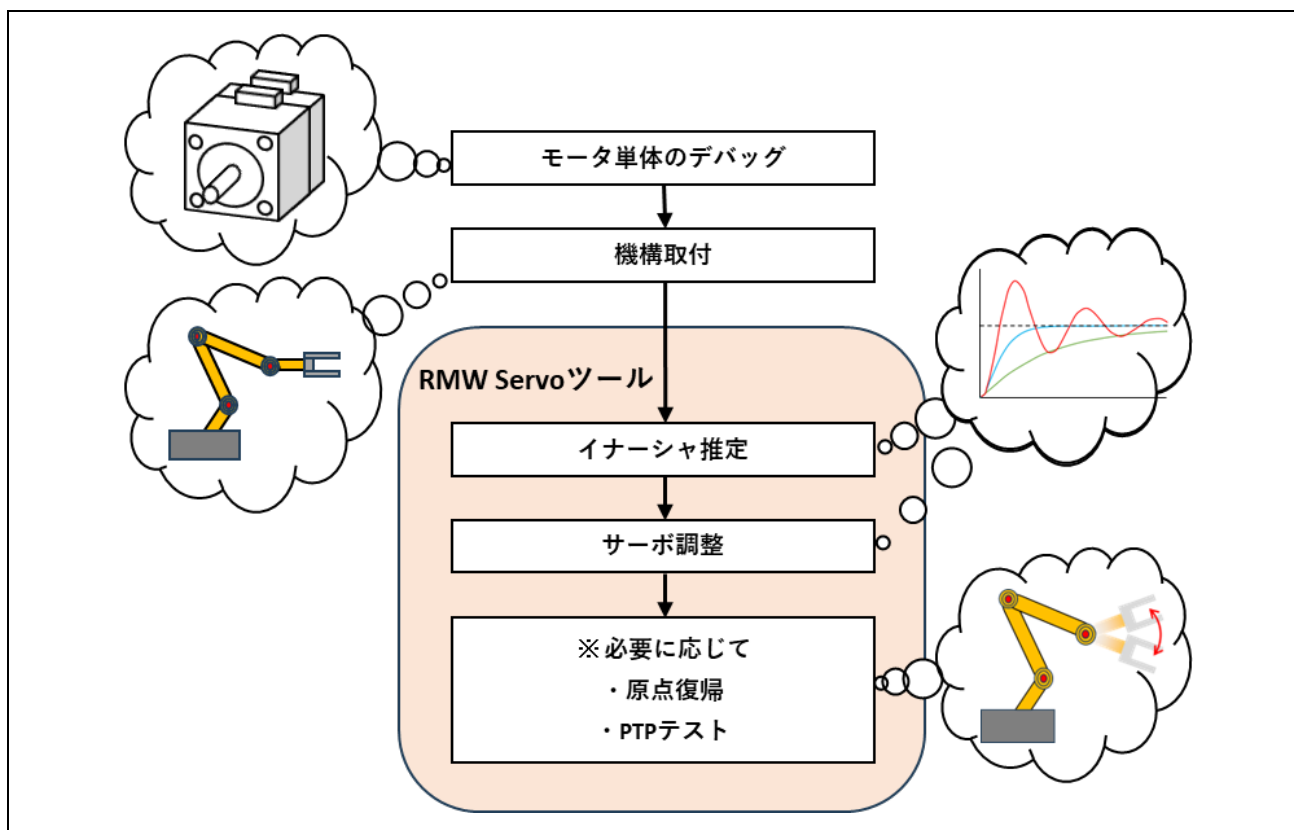 モータ単体のデバッグ
機構取付
RMW Servoツール
イナーシャ推定
サーボ調整
※必要に応じて
・原点復帰
・PTPテスト